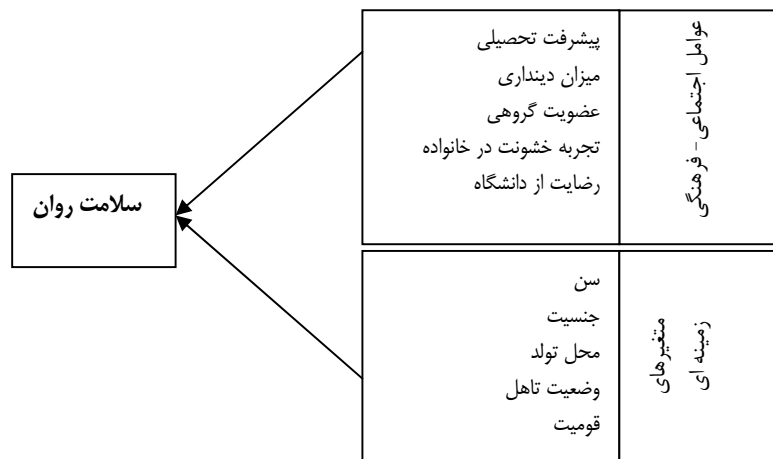 عوامل اجتماعی - فرهنگی
پیشرفت تحصیلی
میزان دینداری
عضویت گروهی
تجربه خشونت در خانواده
رضایت از دانشگاه
متغیرهای
زمینه ای
سن
جنسیت
محل تولد
وضعیت تاهل
قومیت
سلامت روان